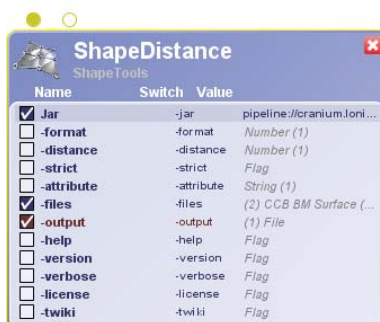 ShapeDistance
ShapeTools
Name Switch Value
Jar -jar pipeline://cranium.loni...
-format -format Number (1)
-distance -distance Number (1)
-strict -strict Flag
-attribute -attribute String (1)
-files -files (2) CCB BM Surface (...
-output -output (1) File
-help -help Flag
-version -version Flag
-verbose -verbose Flag
-license -license Flag
-twiki -twiki Flag